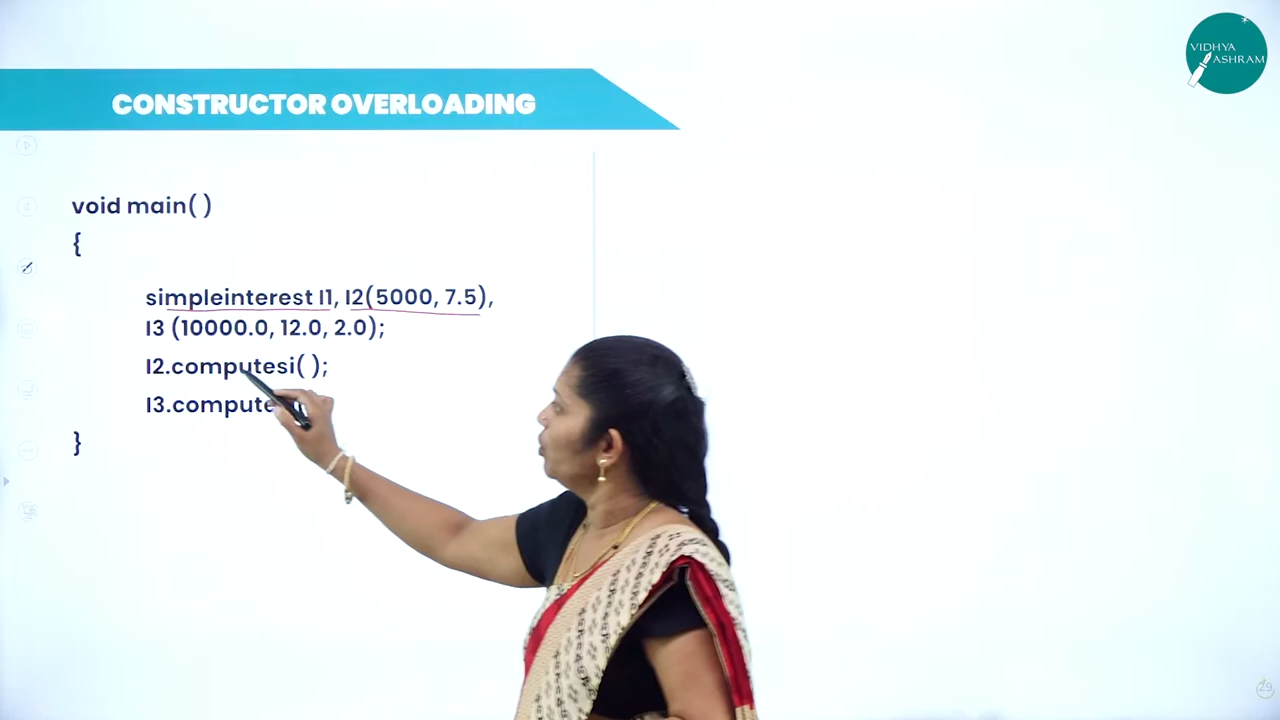 VIDHYA
ASHRAM
CONSTRUCTOR OVERLOADING
void main( )
{
simpleinterest I1, I2(5000, 7.5),
I3 (10000.0, 12.0, 2.0);
I2.computesi( );
I3.compute
}
29